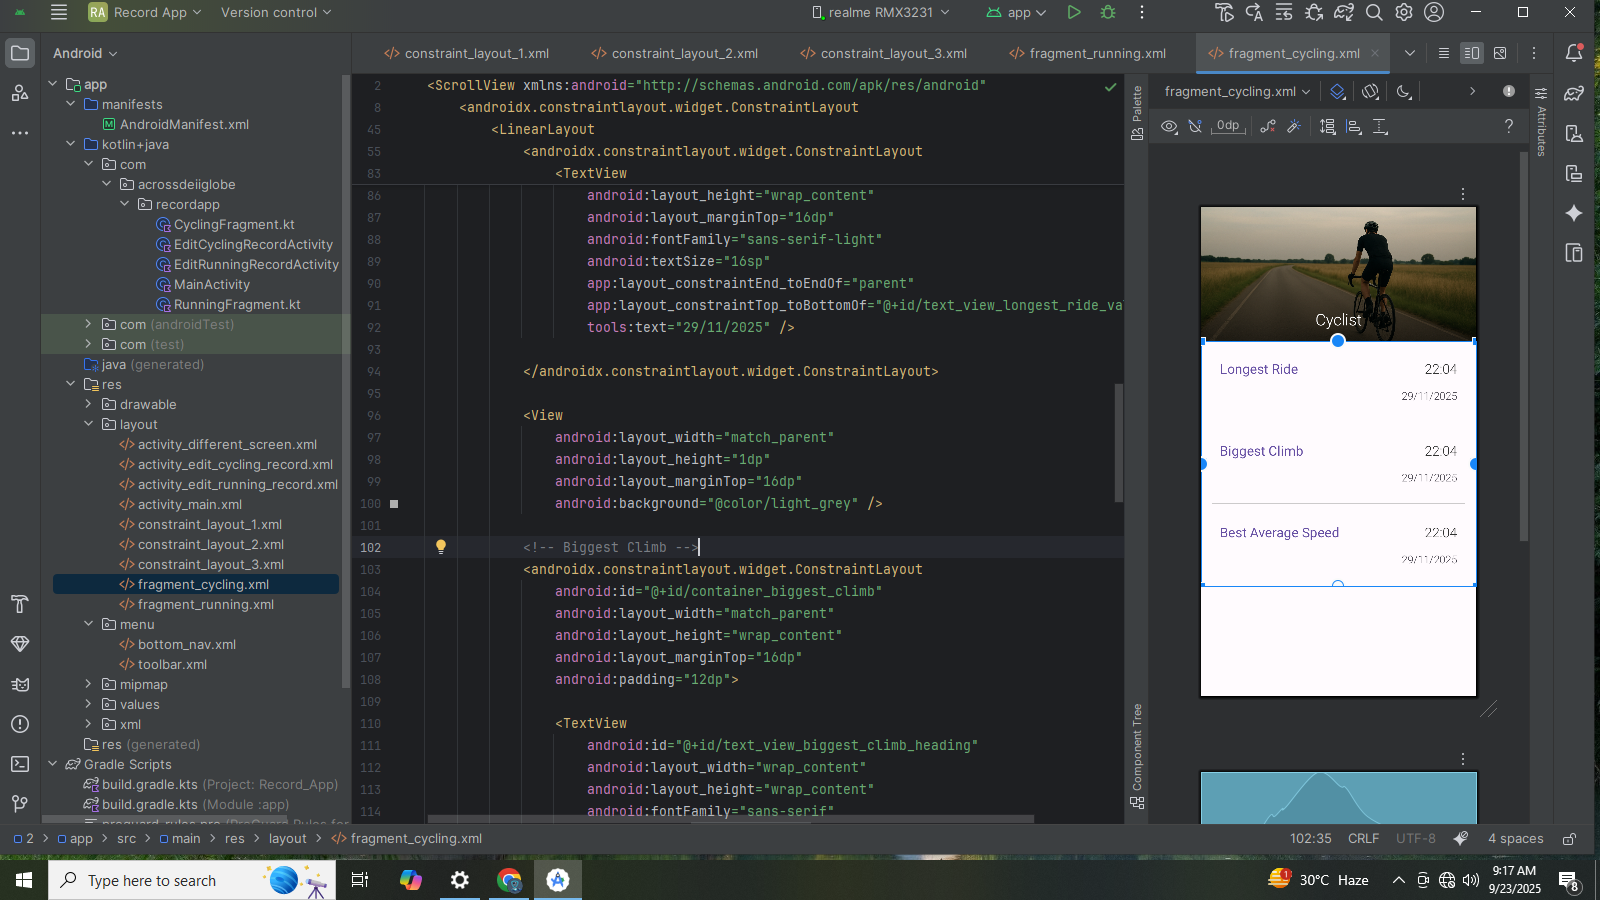 RA Record App Version control realme RMX3231 app
Android
constraint_layout_1.xml constraint_layout_2.xml constraint_layout_3.xml fragment_running.xml fragment_cycling.xml
app
manifests
AndroidManifest.xml
kotlin+java
com
acrossdeiiglobe
recordapp
CyclingFragment.kt
EditCyclingRecordActivity
EditRunningRecordActivity
MainActivity
RunningFragment.kt
com (androidTest)
com (test)
java (generated)
res
drawable
layout
activity_different_screen.xml
activity_edit_cycling_record.xml
activity_edit_running_record.xml
activity_main.xml
constraint_layout_1.xml
constraint_layout_2.xml
constraint_layout_3.xml
fragment_cycling.xml
fragment_running.xml
menu
bottom_nav.xml
toolbar.xml
mipmap
values
xml
res (generated)
Gradle Scripts
build.gradle.kts (Project: Record_App)
build.gradle.kts (Module :app)
2 <ScrollView xmlns:android="http://schemas.android.com/apk/res/android"
8 <androidx.constraintlayout.widget.ConstraintLayout
45 <LinearLayout
55 <androidx.constraintlayout.widget.ConstraintLayout
83 <TextView
86 android:layout_height="wrap_content"
87 android:layout_marginTop="16dp"
88 android:fontFamily="sans-serif-light"
89 android:textSize="16sp"
90 app:layout_constraintEnd_toEndOf="parent"
91 app:layout_constraintTop_toBottomOf="@+id/text_view_longest_ride_va
92 tools:text="29/11/2025" />
93
94 </androidx.constraintlayout.widget.ConstraintLayout>
95
96 <View
97 android:layout_width="match_parent"
98 android:layout_height="1dp"
99 android:layout_marginTop="16dp"
100 android:background="@color/light_grey" />
101
102 <!-- Biggest Climb -->
103 <androidx.constraintlayout.widget.ConstraintLayout
104 android:id="@+id/container_biggest_climb"
105 android:layout_width="match_parent"
106 android:layout_height="wrap_content"
107 android:layout_marginTop="16dp"
108 android:padding="12dp">
109
110 <TextView
111 android:id="@+id/text_view_biggest_climb_heading"
112 android:layout_width="wrap_content"
113 android:layout_height="wrap_content"
114 android:fontFamily="sans-serif"
Palette
Component Tree
fragment_cycling.xml
0dp
?
Attributes
Cyclist
Longest Ride 22:04
29/11/2025
Biggest Climb 22:04
29/11/2025
Best Average Speed 22:04
29/11/2025
2 > app > src > main > res > layout > fragment_cycling.xml
102:35 CRLF UTF-8 4 spaces
Type here to search
1 30°C Haze
9:17 AM
9/23/2025
8